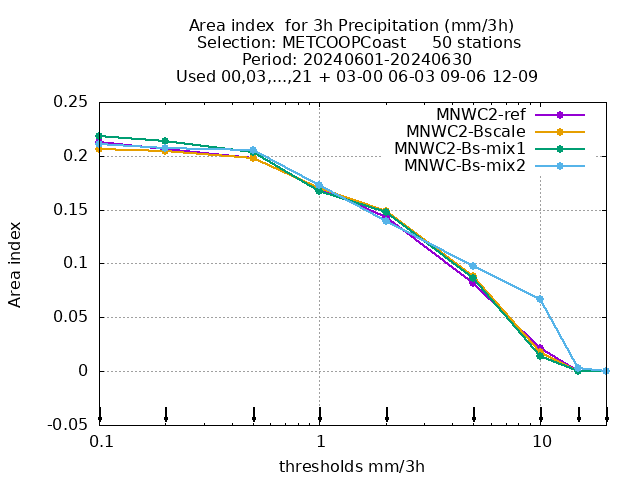 Area index  for 3h Precipitation (mm/3h)
Selection: METCOOPCoast     50 stations
Period: 20240601-20240630
Used 00,03,...,21 + 03-00 06-03 09-06 12-09
MNWC2-ref
MNWC2-Bscale
MNWC2-Bs-mix1
MNWC-Bs-mix2
0.25
0.2
0.15
0.1
0.05
0
-0.05
Area index
0.1 1 10
thresholds mm/3h